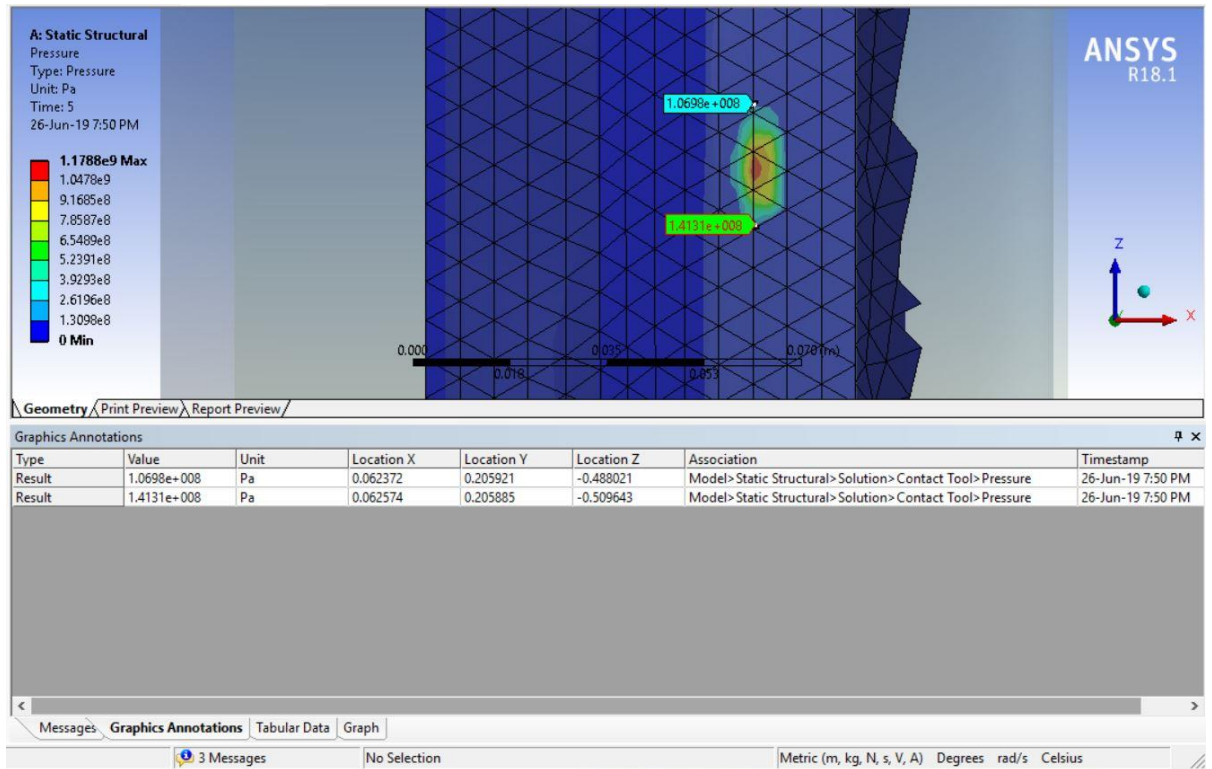 A: Static Structural
Pressure
Type: Pressure
Unit: Pa
Time: 5
26-Jun-19 7:50 PM
1.1788e9 Max
1.0478e9
9.1685e8
7.8587e8
6.5489e8
5.2391e8
3.9293e8
2.6196e8
1.3098e8
0 Min
ANSYS
R18.1
1.0698e+008
1.4131e+008
Z
X
0.000 0.035 0.070 (m)
0.018 0.053
Geometry Print Preview Report Preview
Graphics Annotations
Type Value Unit Location X Location Y Location Z Association Timestamp
Result 1.0698e+008 Pa 0.062372 0.205921 -0.488021 Model>Static Structural>Solution>Contact Tool>Pressure 26-Jun-19 7:50 PM
Result 1.4131e+008 Pa 0.062574 0.205885 -0.509643 Model>Static Structural>Solution>Contact Tool>Pressure 26-Jun-19 7:50 PM
Messages Graphics Annotations Tabular Data Graph
3 Messages No Selection Metric (m, kg, N, s, V, A) Degrees rad/s Celsius